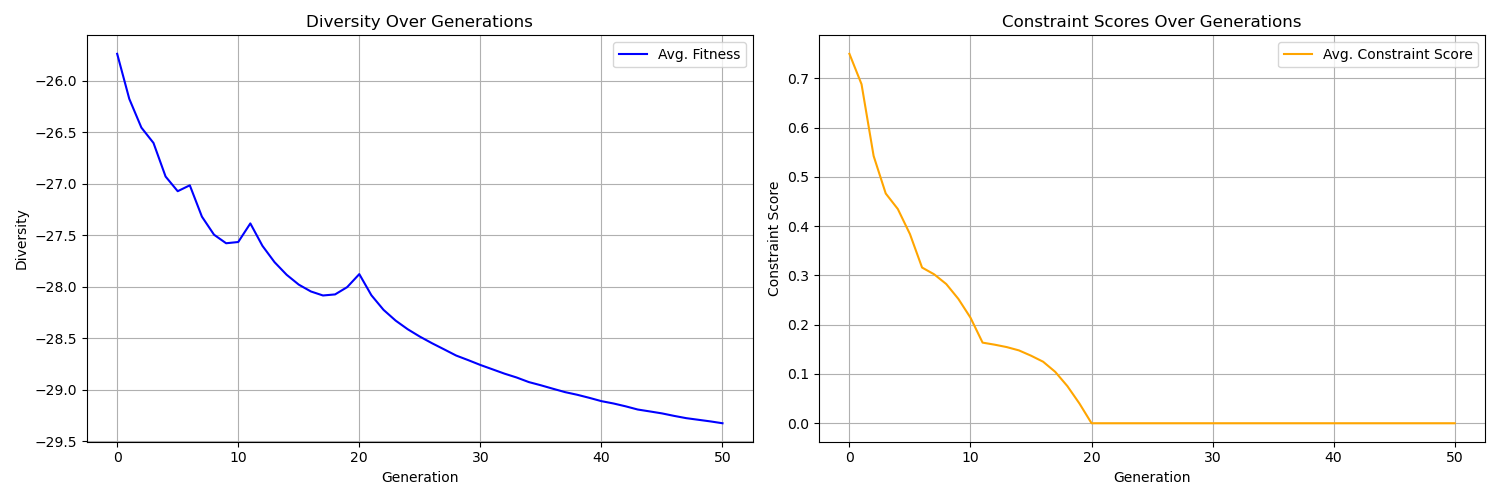 Diversity Over Generations
Avg. Fitness
Diversity
−26.0
−26.5
−27.0
−27.5
−28.0
−28.5
−29.0
−29.5
0 10 20 30 40 50
Generation
Constraint Scores Over Generations
Avg. Constraint Score
Constraint Score
0.7
0.6
0.5
0.4
0.3
0.2
0.1
0.0
0 10 20 30 40 50
Generation